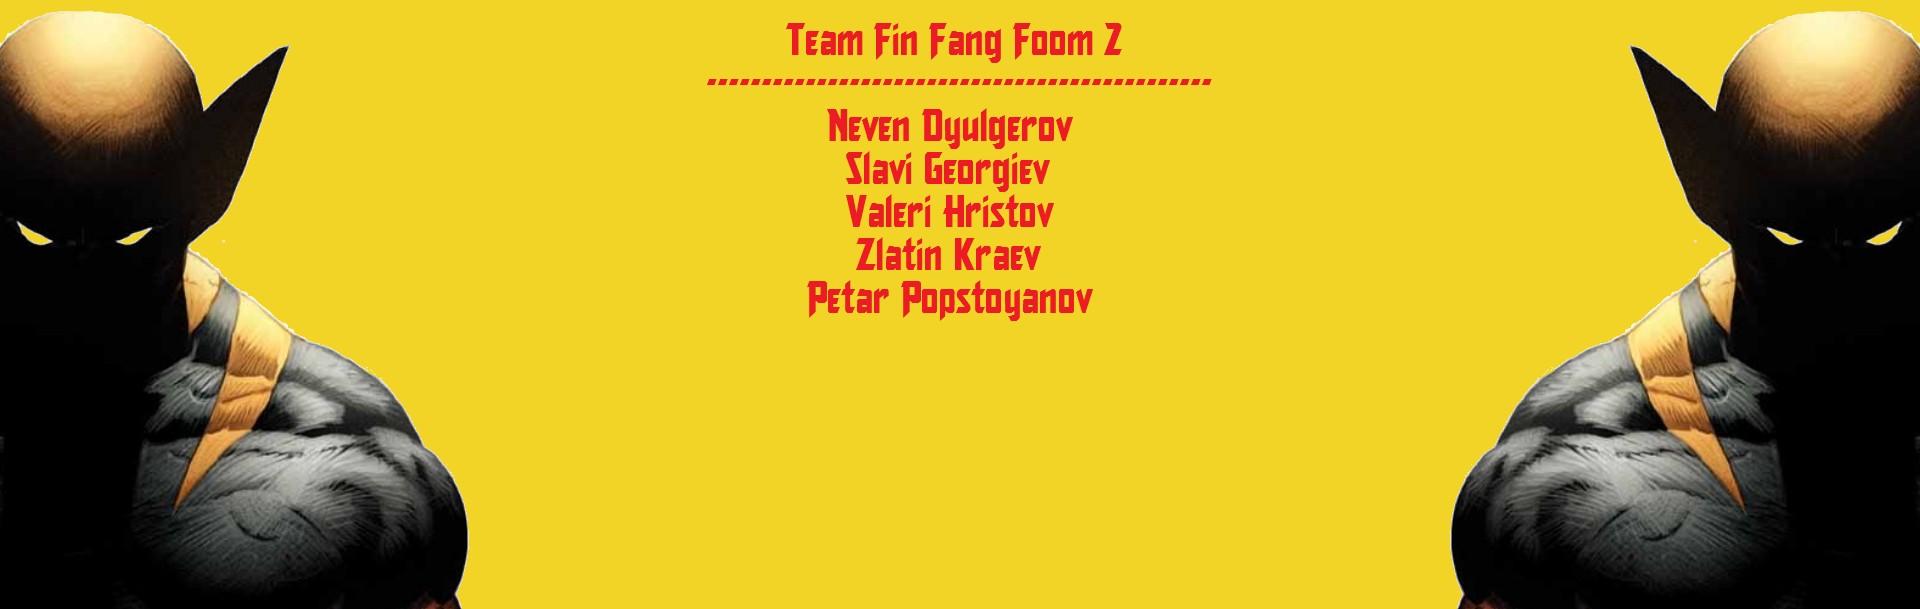 Team Fin Fang Foom 2
----------------------------------------------
Neven Dyulgerov
Slavi Georgiev
Valeri Hristov
Zlatin Kraev
Petar Popstoyanov